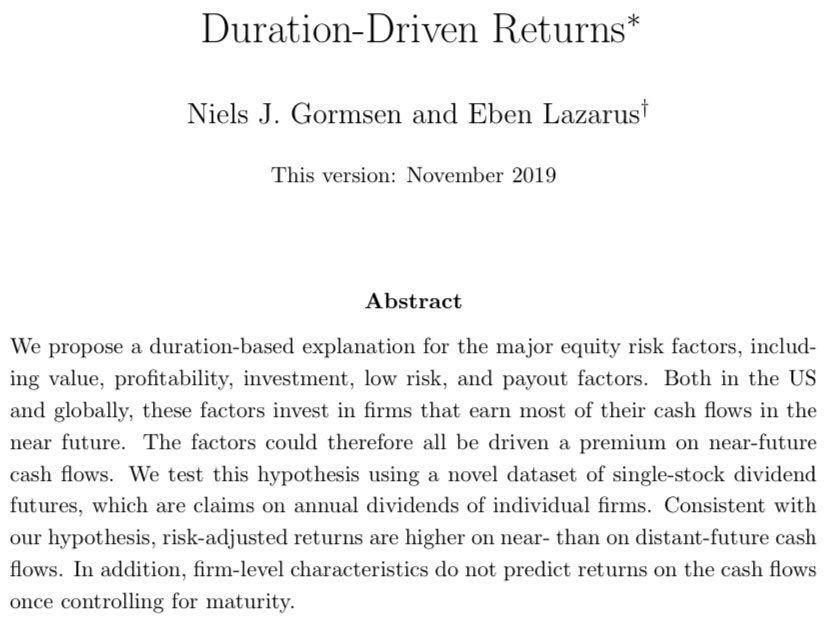 Duration-Driven Returns*
Niels J. Gormsen and Eben Lazarus†
This version: November 2019
Abstract
We propose a duration-based explanation for the major equity risk factors, includ-
ing value, profitability, investment, low risk, and payout factors. Both in the US
and globally, these factors invest in firms that earn most of their cash flows in the
near future. The factors could therefore all be driven a premium on near-future
cash flows. We test this hypothesis using a novel dataset of single-stock dividend
futures, which are claims on annual dividends of individual firms. Consistent with
our hypothesis, risk-adjusted returns are higher on near- than on distant-future cash
flows. In addition, firm-level characteristics do not predict returns on the cash flows
once controlling for maturity.